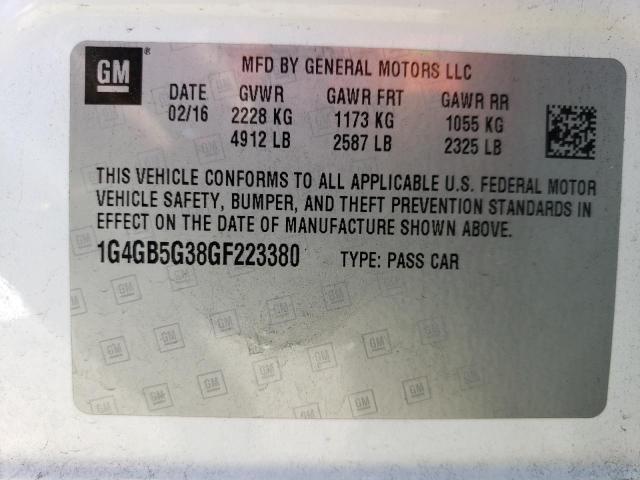 GM ®
MFD BY GENERAL MOTORS LLC
DATE GVWR GAWR FRT GAWR RR
02/16 2228 KG 1173 KG 1055 KG
4912 LB 2587 LB 2325 LB
THIS VEHICLE CONFORMS TO ALL APPLICABLE U.S. FEDERAL MOTOR
VEHICLE SAFETY, BUMPER, AND THEFT PREVENTION STANDARDS IN
EFFECT ON THE DATE OF MANUFACTURE SHOWN ABOVE.
1G4GB5G38GF223380 TYPE: PASS CAR